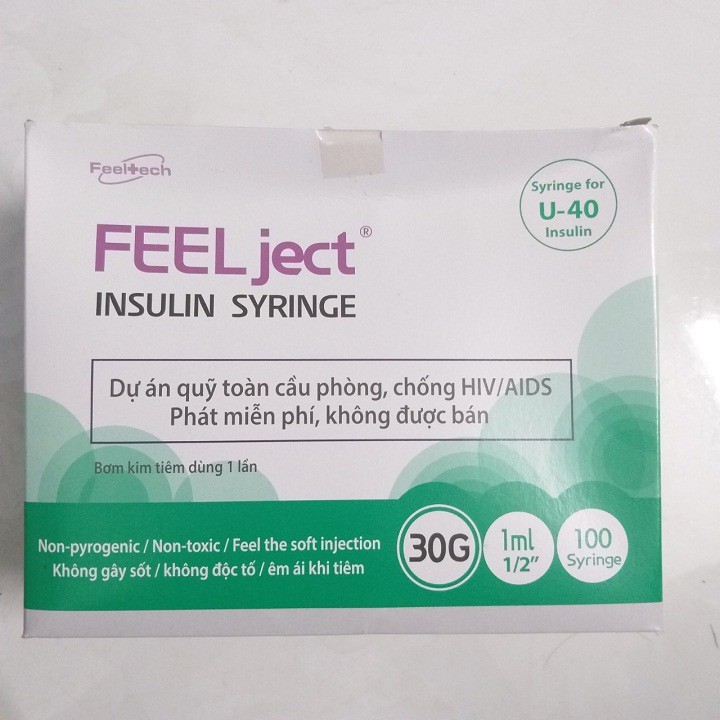 Feeltech
Syringe for
U-40
Insulin
FEELject®
INSULIN SYRINGE
Dự án quỹ toàn cầu phòng, chống HIV/AIDS
Phát miễn phí, không được bán
Bơm kim tiêm dùng 1 lần
Non-pyrogenic / Non-toxic / Feel the soft injection
Không gây sốt / không độc tố / êm ái khi tiêm
30G
1ml
1/2"
100
Syringe